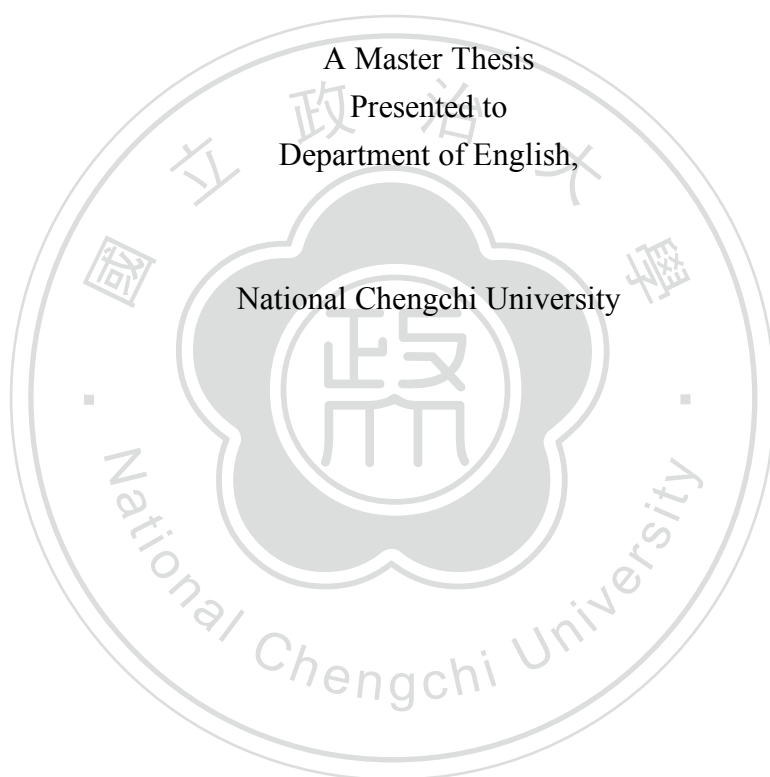 A Master Thesis
Presented to
Department of English,
National Chengchi University
國立政治大學
政
National Chengchi University